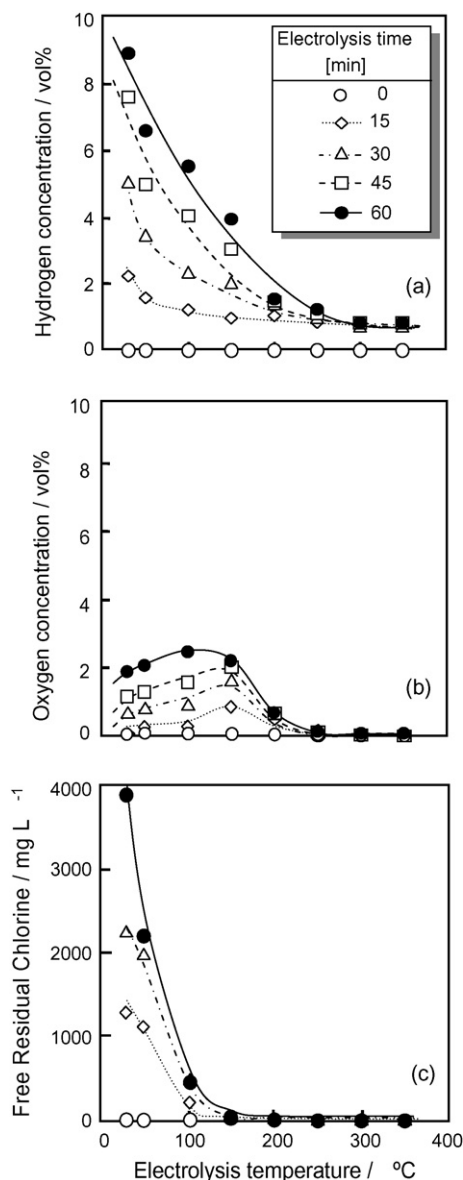 Hydrogen concentration / vol%
10
8
6
4
2
0
Electrolysis time
[min]
0
15
30
45
60
(a)
Oxygen concentration / vol%
10
8
6
4
2
0
(b)
Free Residual Chlorine / mg L⁻¹
4000
3000
2000
1000
0
(c)
0 100 200 300 400
Electrolysis temperature / ºC